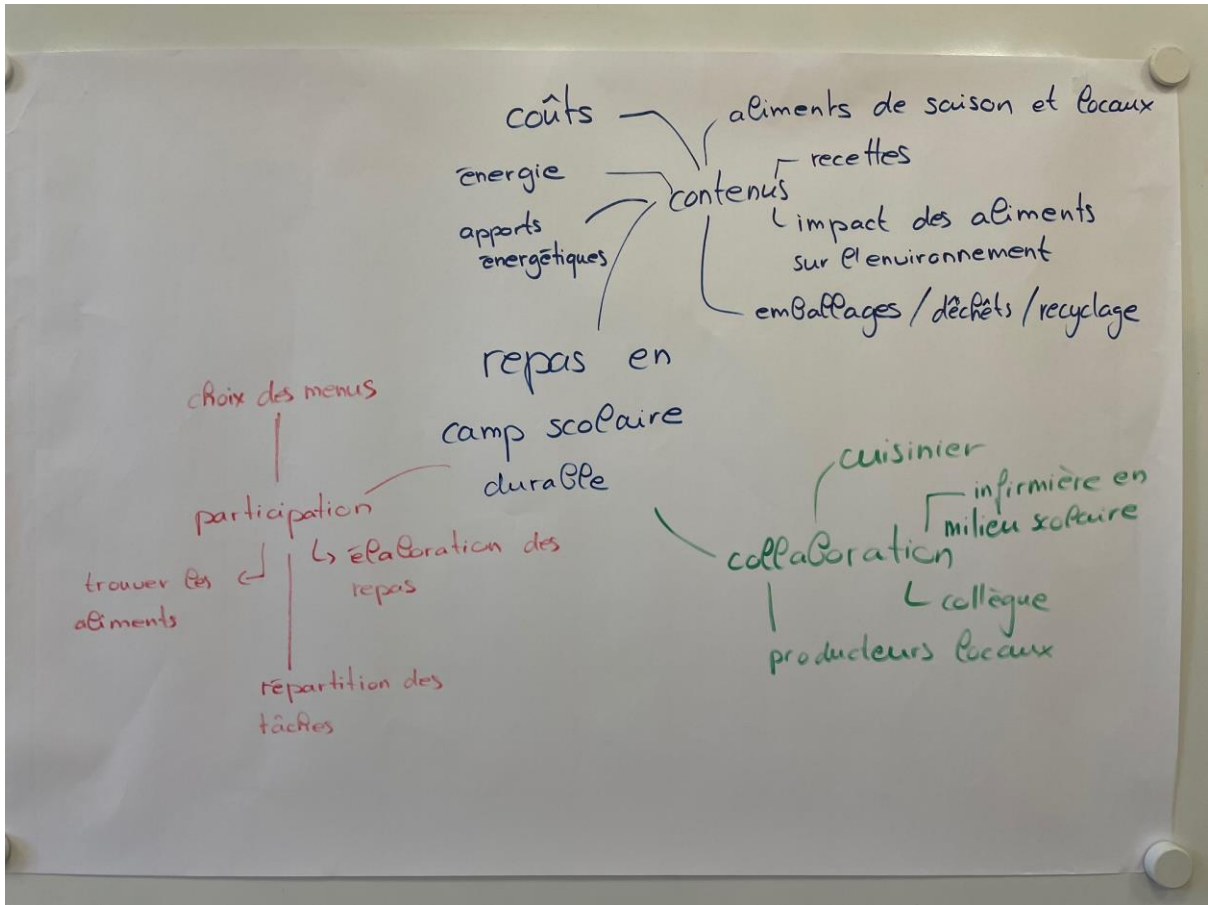 coûts
énergie
apports
énergétiques
contenus
aliments de saison et locaux
recettes
impact des aliments
sur l'environnement
emballages / déchêts / recyclage
repas en
camp scolaire
durable
choix des menus
participation
élaboration des
repas
trouver les
aliments
répartition des
tâches
cuisinier
infirmière en
milieu scolaire
collaboration
collègue
producteurs locaux